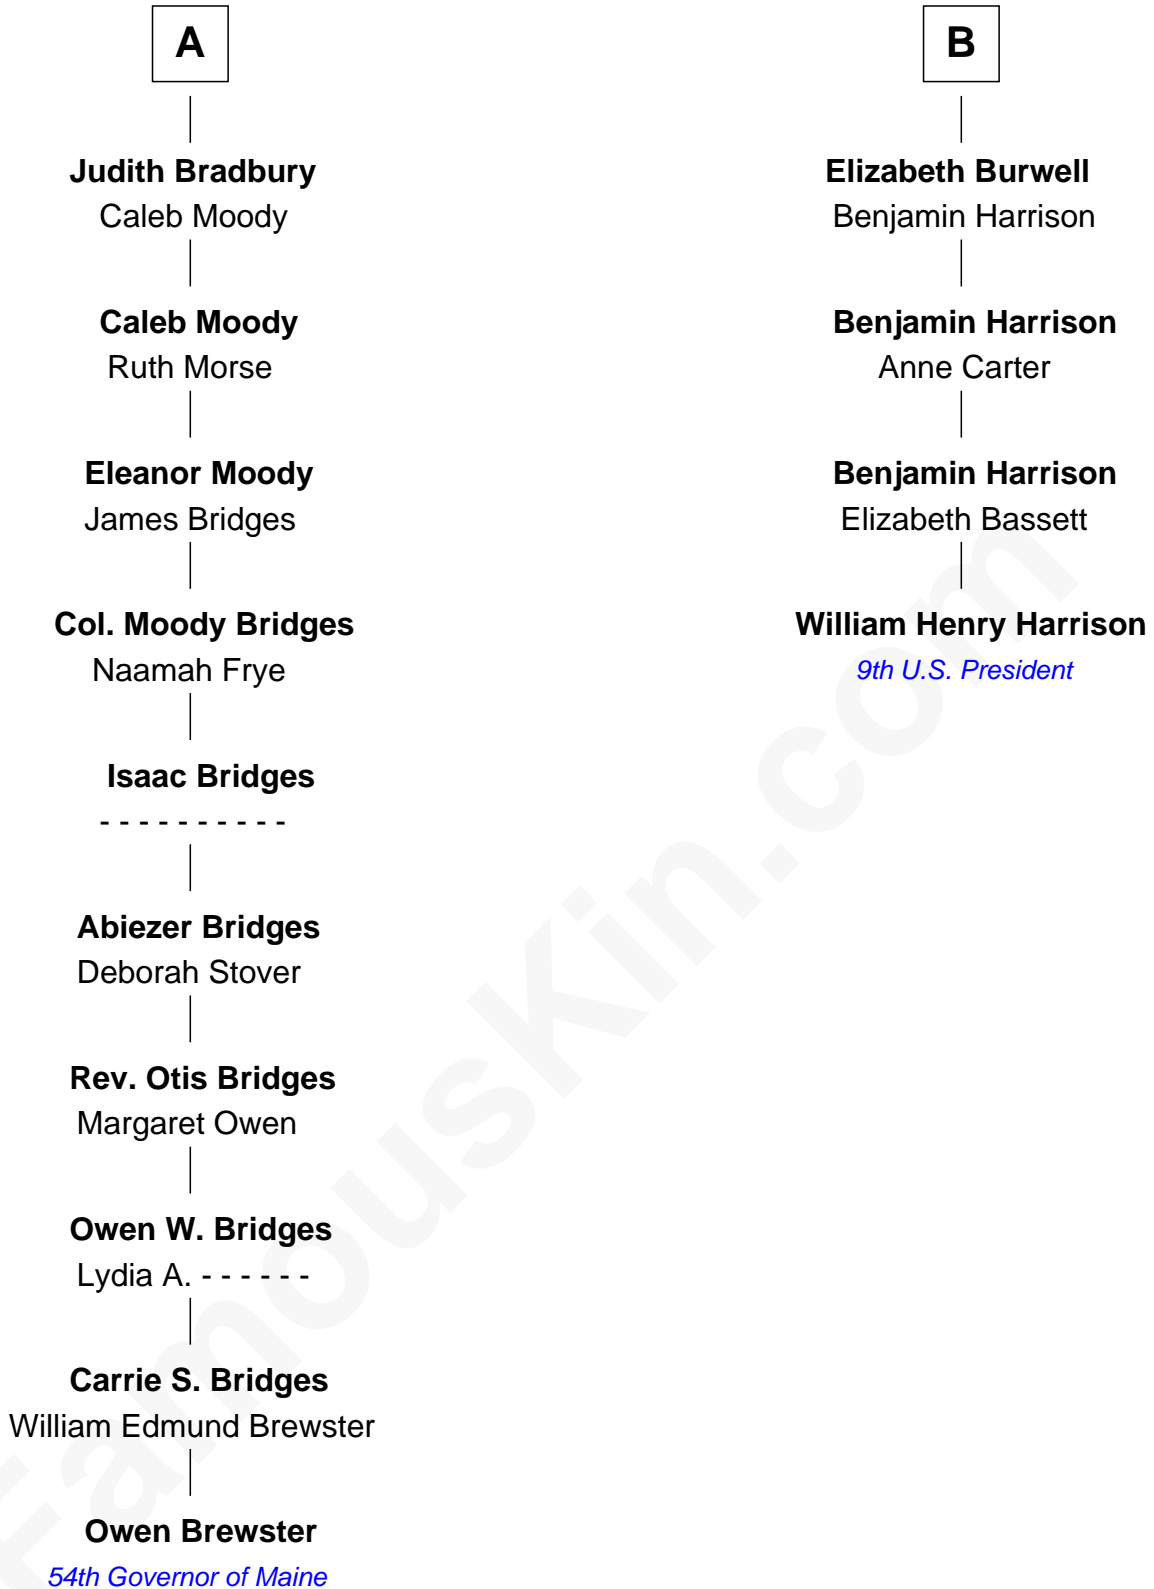 A
Judith Bradbury
Caleb Moody
Caleb Moody
Ruth Morse
Eleanor Moody
James Bridges
Col. Moody Bridges
Naamah Frye
Isaac Bridges
- - - - - - - - - -
Abiezer Bridges
Deborah Stover
Rev. Otis Bridges
Margaret Owen
Owen W. Bridges
Lydia A. - - - - - -
Carrie S. Bridges
William Edmund Brewster
Owen Brewster
54th Governor of Maine
B
Elizabeth Burwell
Benjamin Harrison
Benjamin Harrison
Anne Carter
Benjamin Harrison
Elizabeth Bassett
William Henry Harrison
9th U.S. President
FamousKin.com